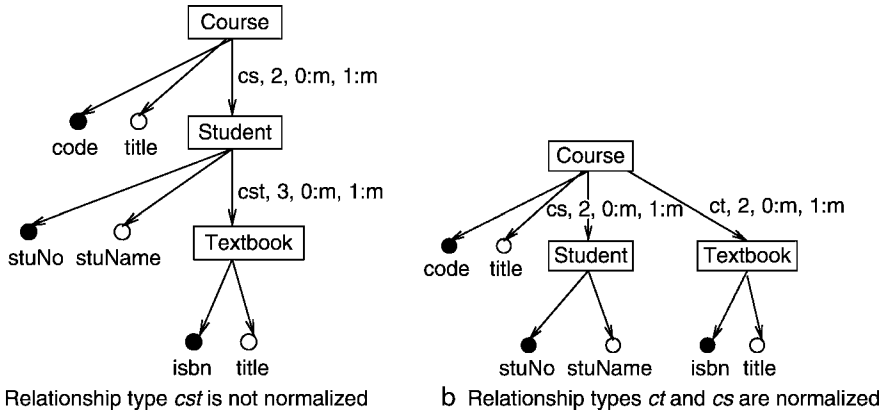 Course
cs, 2, 0:m, 1:m
code title
Student
cst, 3, 0:m, 1:m
stuNo stuName
Textbook
isbn title
Relationship type cst is not normalized
Course
cs, 2, 0:m, 1:m
ct, 2, 0:m, 1:m
code title
Student
Textbook
stuNo stuName
isbn title
b Relationship types ct and cs are normalized